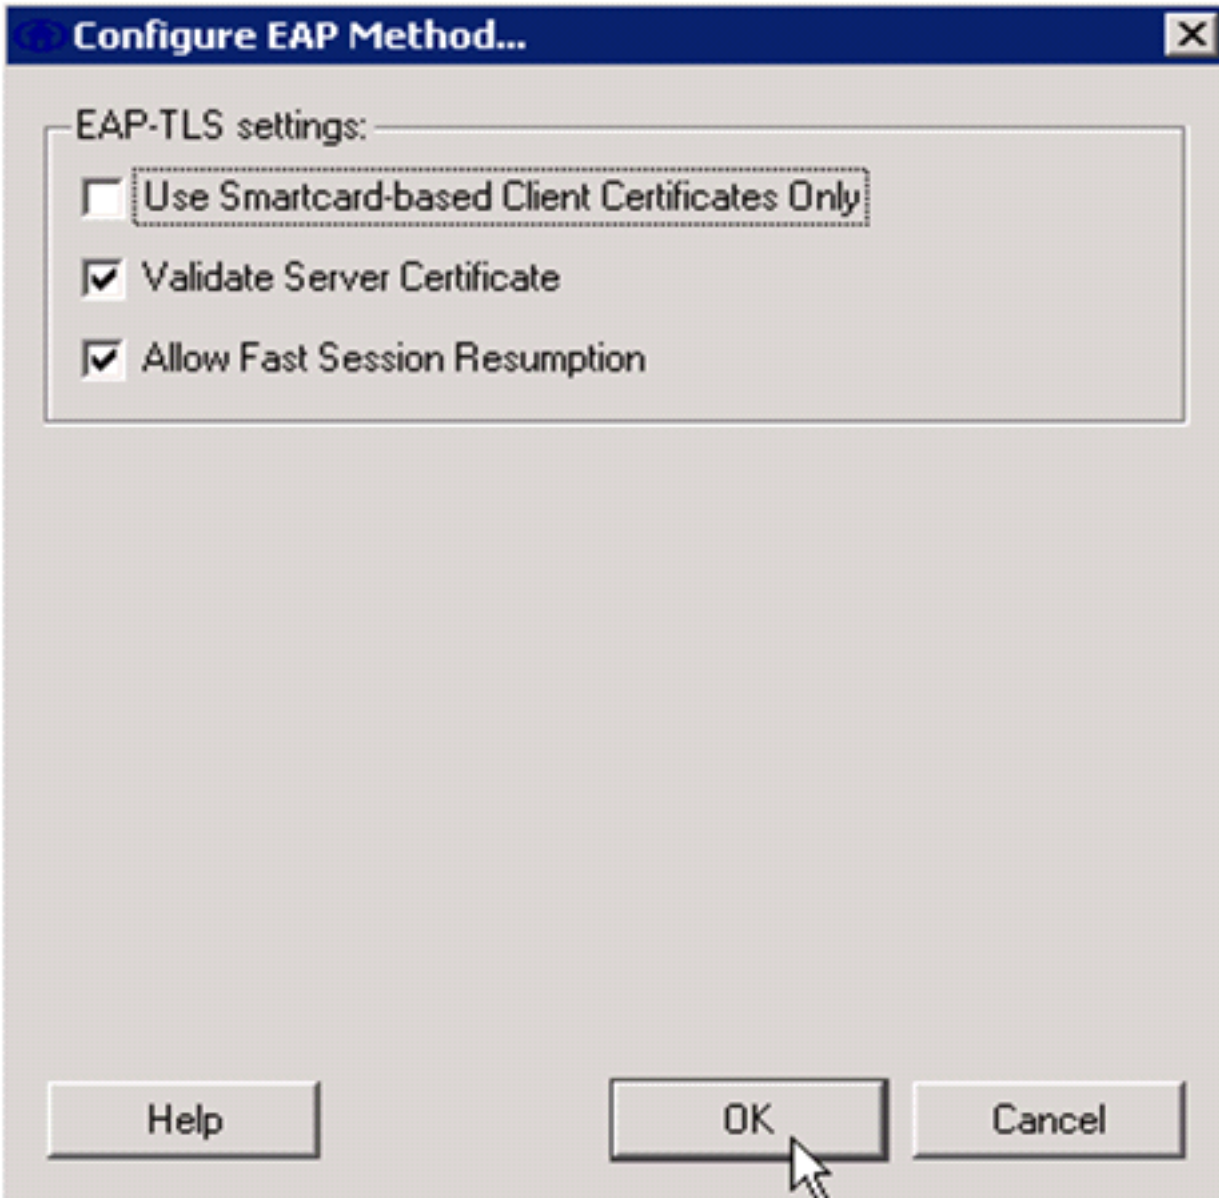 Configure EAP Method...
EAP-TLS settings:
Use Smartcard-based Client Certificates Only
Validate Server Certificate
Allow Fast Session Resumption
Help OK Cancel